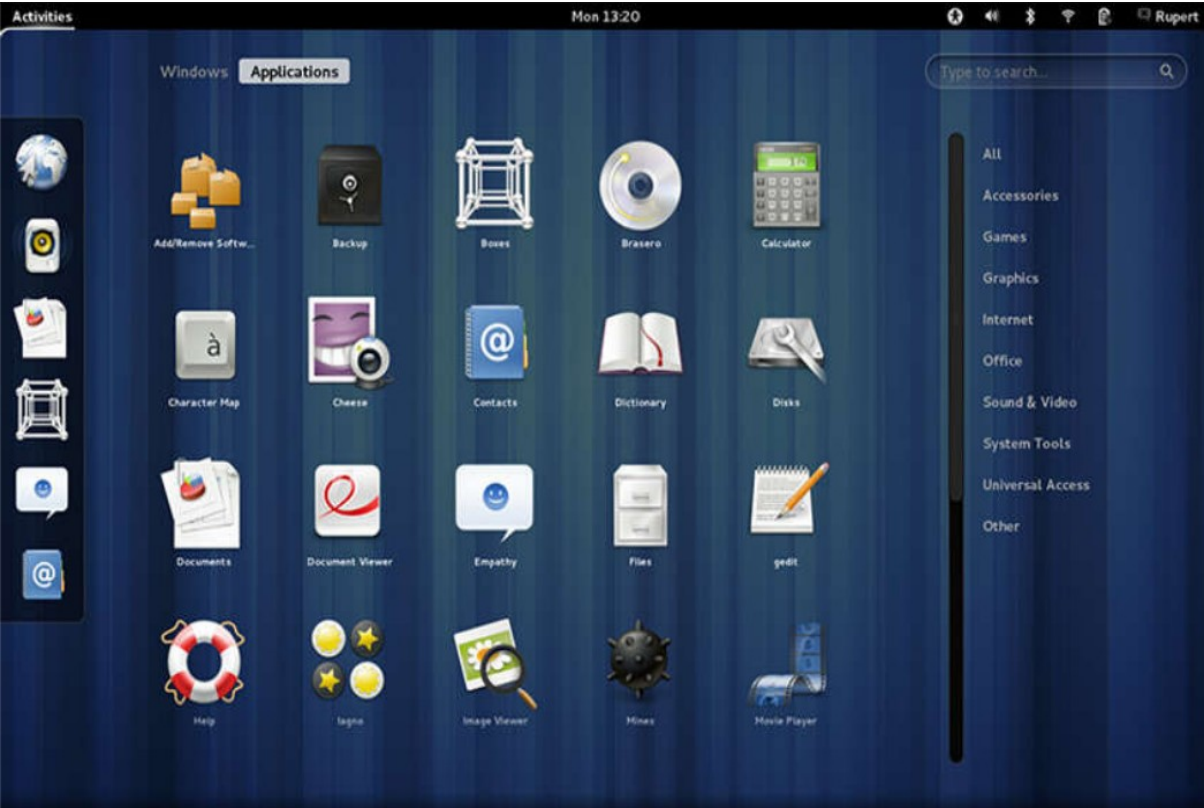 Activities
Mon 13:20
Rupert
Windows Applications
Type to search...
Add/Remove Softw...
Backup
Boxes
Brasero
Calculator
Character Map
Cheese
Contacts
Dictionary
Disks
à
@
Documents
Document Viewer
Empathy
Files
gedit
Help
Iagno
Image Viewer
Mines
Movie Player
All
Accessories
Games
Graphics
Internet
Office
Sound & Video
System Tools
Universal Access
Other
@